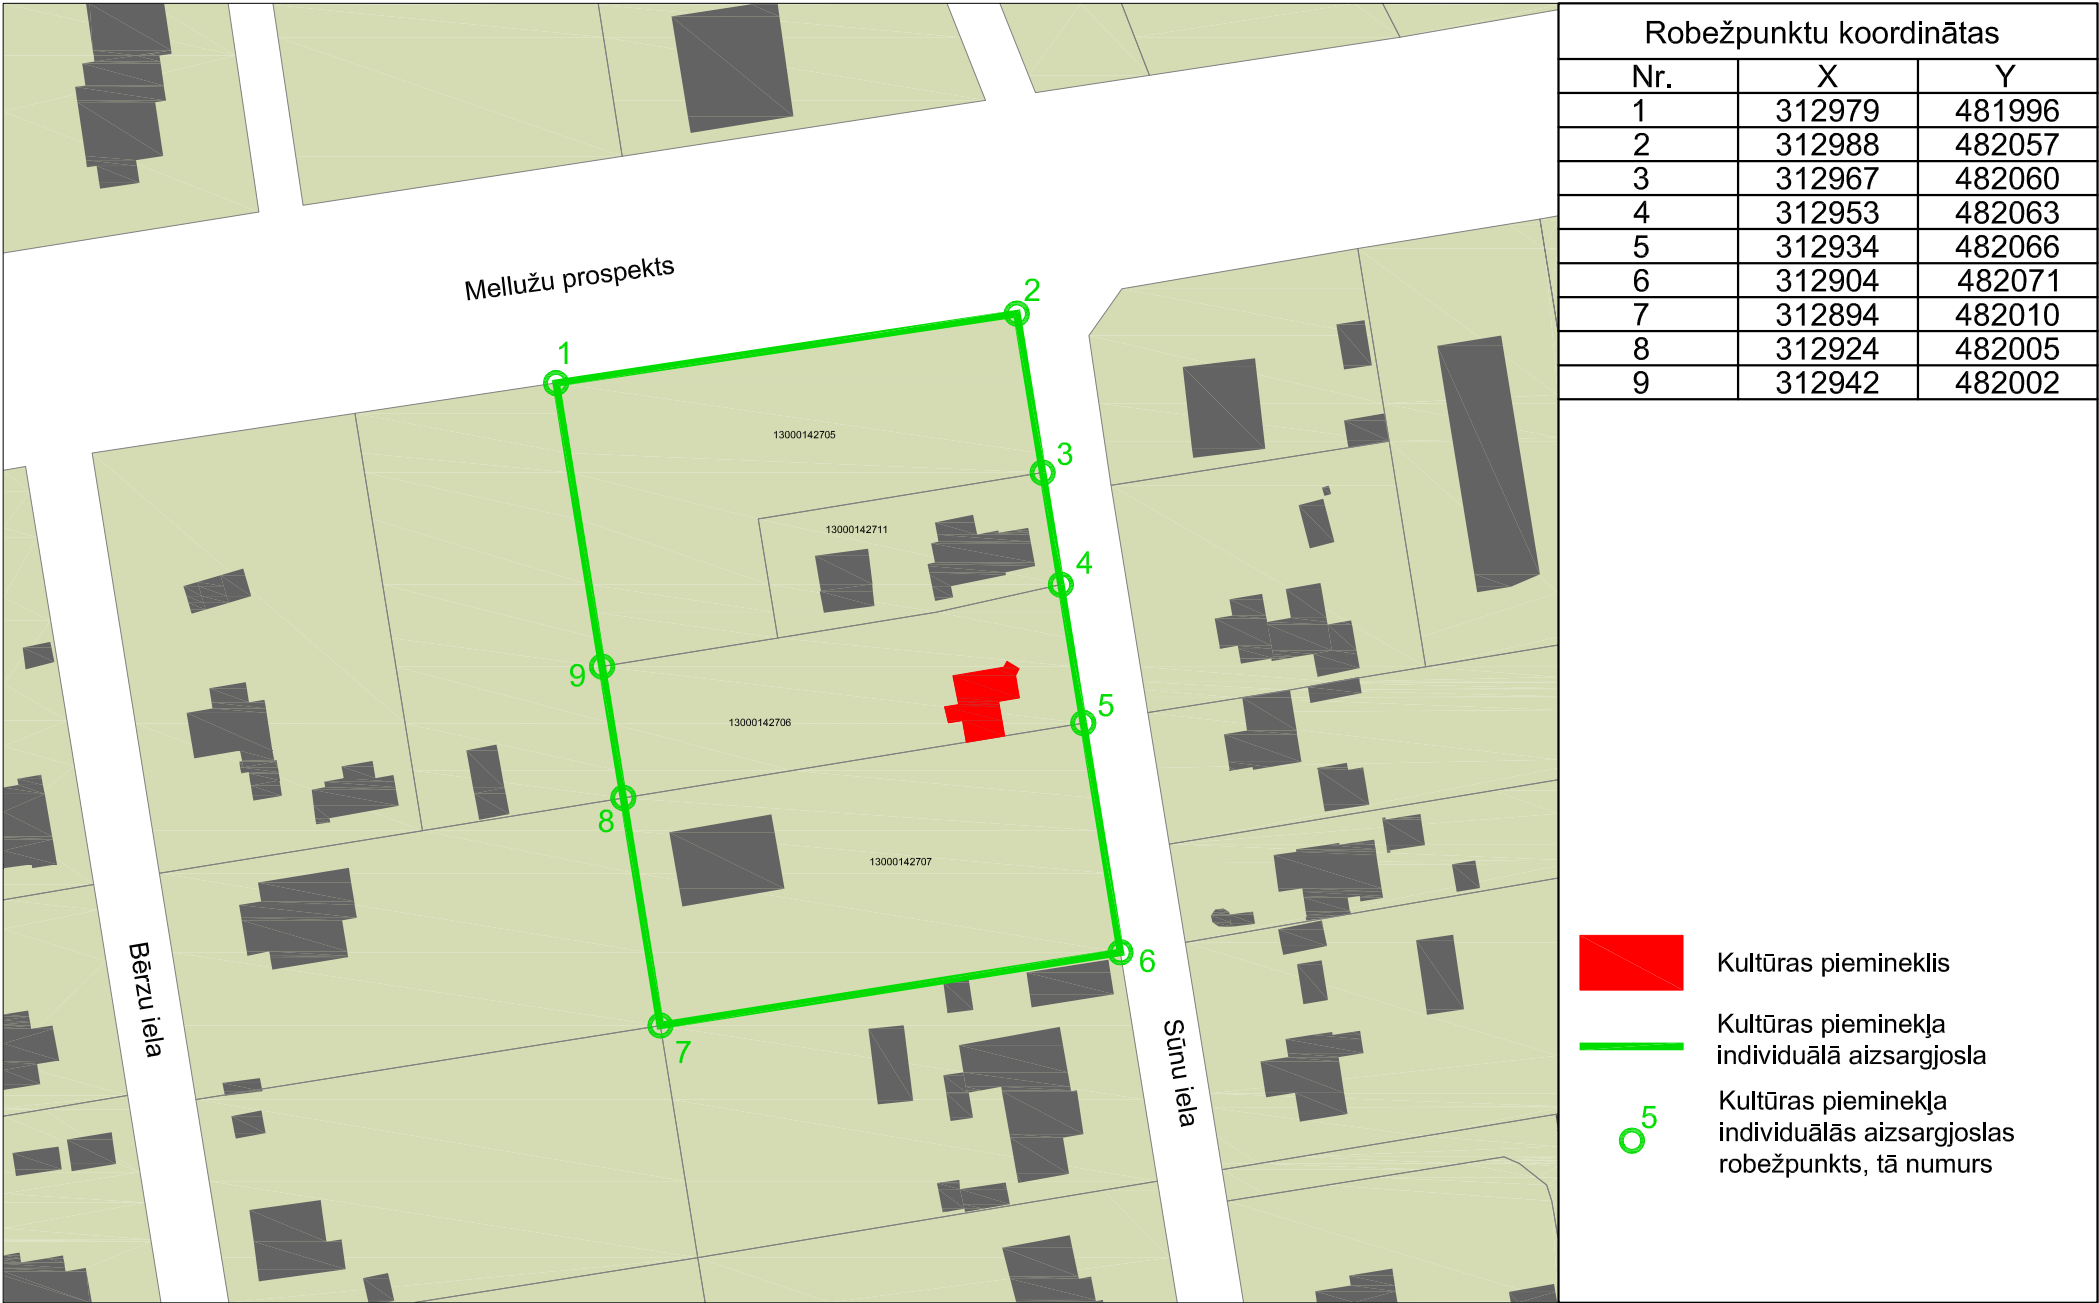 Robežpunktu koordinātas
Nr. X Y
1 312979 481996
2 312988 482057
3 312967 482060
4 312953 482063
5 312934 482066
6 312904 482071
7 312894 482010
8 312924 482005
9 312942 482002
Mellužu prospekts
2
1
13000142705
3
13000142711
4
9
5
13000142706
8
13000142707
6
7
Bērzu iela
Sūnu iela
Kultūras piemineklis
Kultūras pieminekļa
individuālā aizsargjosla
5
Kultūras pieminekļa
individuālās aizsargjoslas
robežpunkts, tā numurs